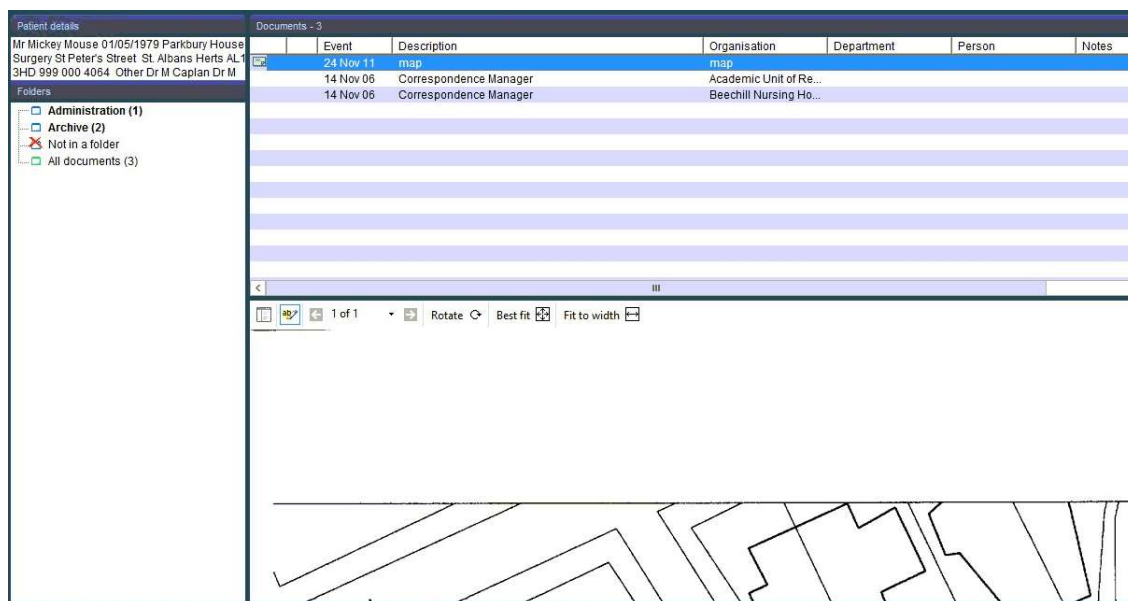 Patient details
Mr Mickey Mouse 01/05/1979 Parkbury House
Surgery St Peter's Street St. Albans Herts AL1
3HD 999 000 4064 Other Dr M Caplan Dr M
Folders
Administration (1)
Archive (2)
Not in a folder
All documents (3)
Documents - 3
Event Description Organisation Department Person Notes
24 Nov 11 map map
14 Nov 06 Correspondence Manager Academic Unit of Re...
14 Nov 06 Correspondence Manager Beechill Nursing Ho...
ab 1 of 1 Rotate Best fit Fit to width